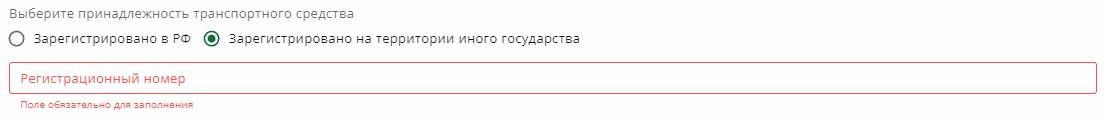 Выберите принадлежность транспортного средства
Зарегистрировано в РФ Зарегистрировано на территории иного государства
Регистрационный номер
Поле обязательно для заполнения